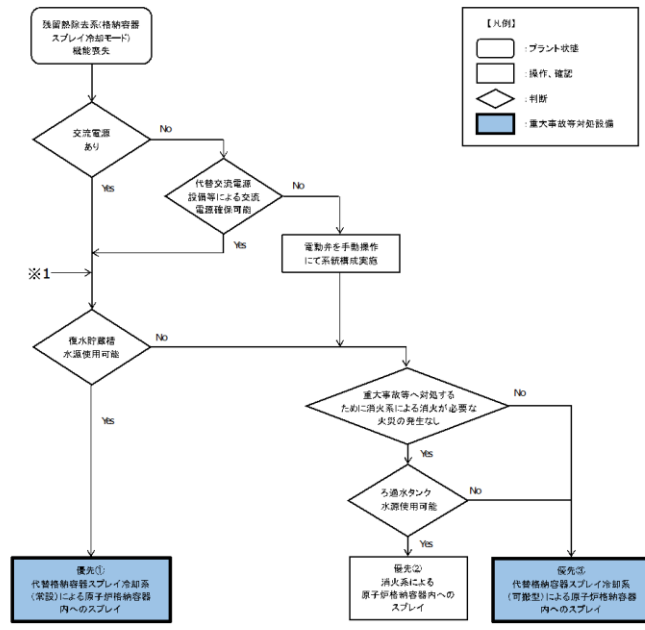 残留熱除去系(格納容器
スプレイ冷却モード)
機能喪失
【凡例】
：プラント状態
：操作、確認
：判断
：重大事故等対処設備
交流電源
あり
No
Yes
代替交流電源
設備等による交流
電源確保可能
No
Yes
電動弁を手動操作
にて系統構成実施
※1
復水貯蔵槽
水源使用可能
No
Yes
重大事故等へ対処する
ために消火系による消火が必要な
火災の発生なし
No
Yes
ろ過水タンク
水源使用可能
No
Yes
優先①
代替格納容器スプレイ冷却系
(常設)による原子炉格納容器
内へのスプレイ
優先②
消火系による
原子炉格納容器内への
スプレイ
優先③
代替格納容器スプレイ冷却系
(可搬型)による原子炉格納容器
内へのスプレイ